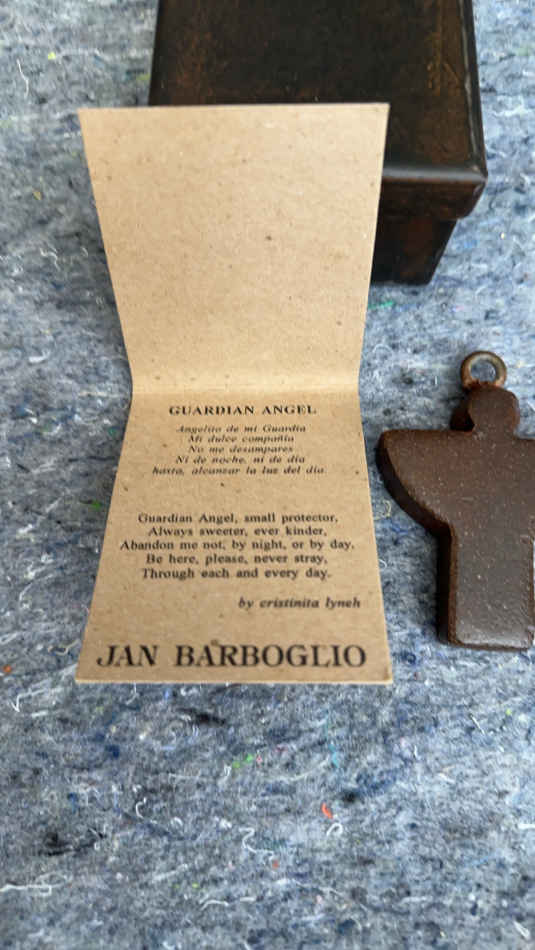 GUARDIAN ANGEL
Angelito de mi Guardia
Mi dulce compañia
No me desampares
Ni de noche, ni de dia
hasta, alcanzar la luz del dia
Guardian Angel, small protector,
Always sweeter, ever kinder,
Abandon me not, by night, or by day,
Be here, please, never stray,
Through each and every day.
by cristinita lyneh
JAN BARBOGLIO